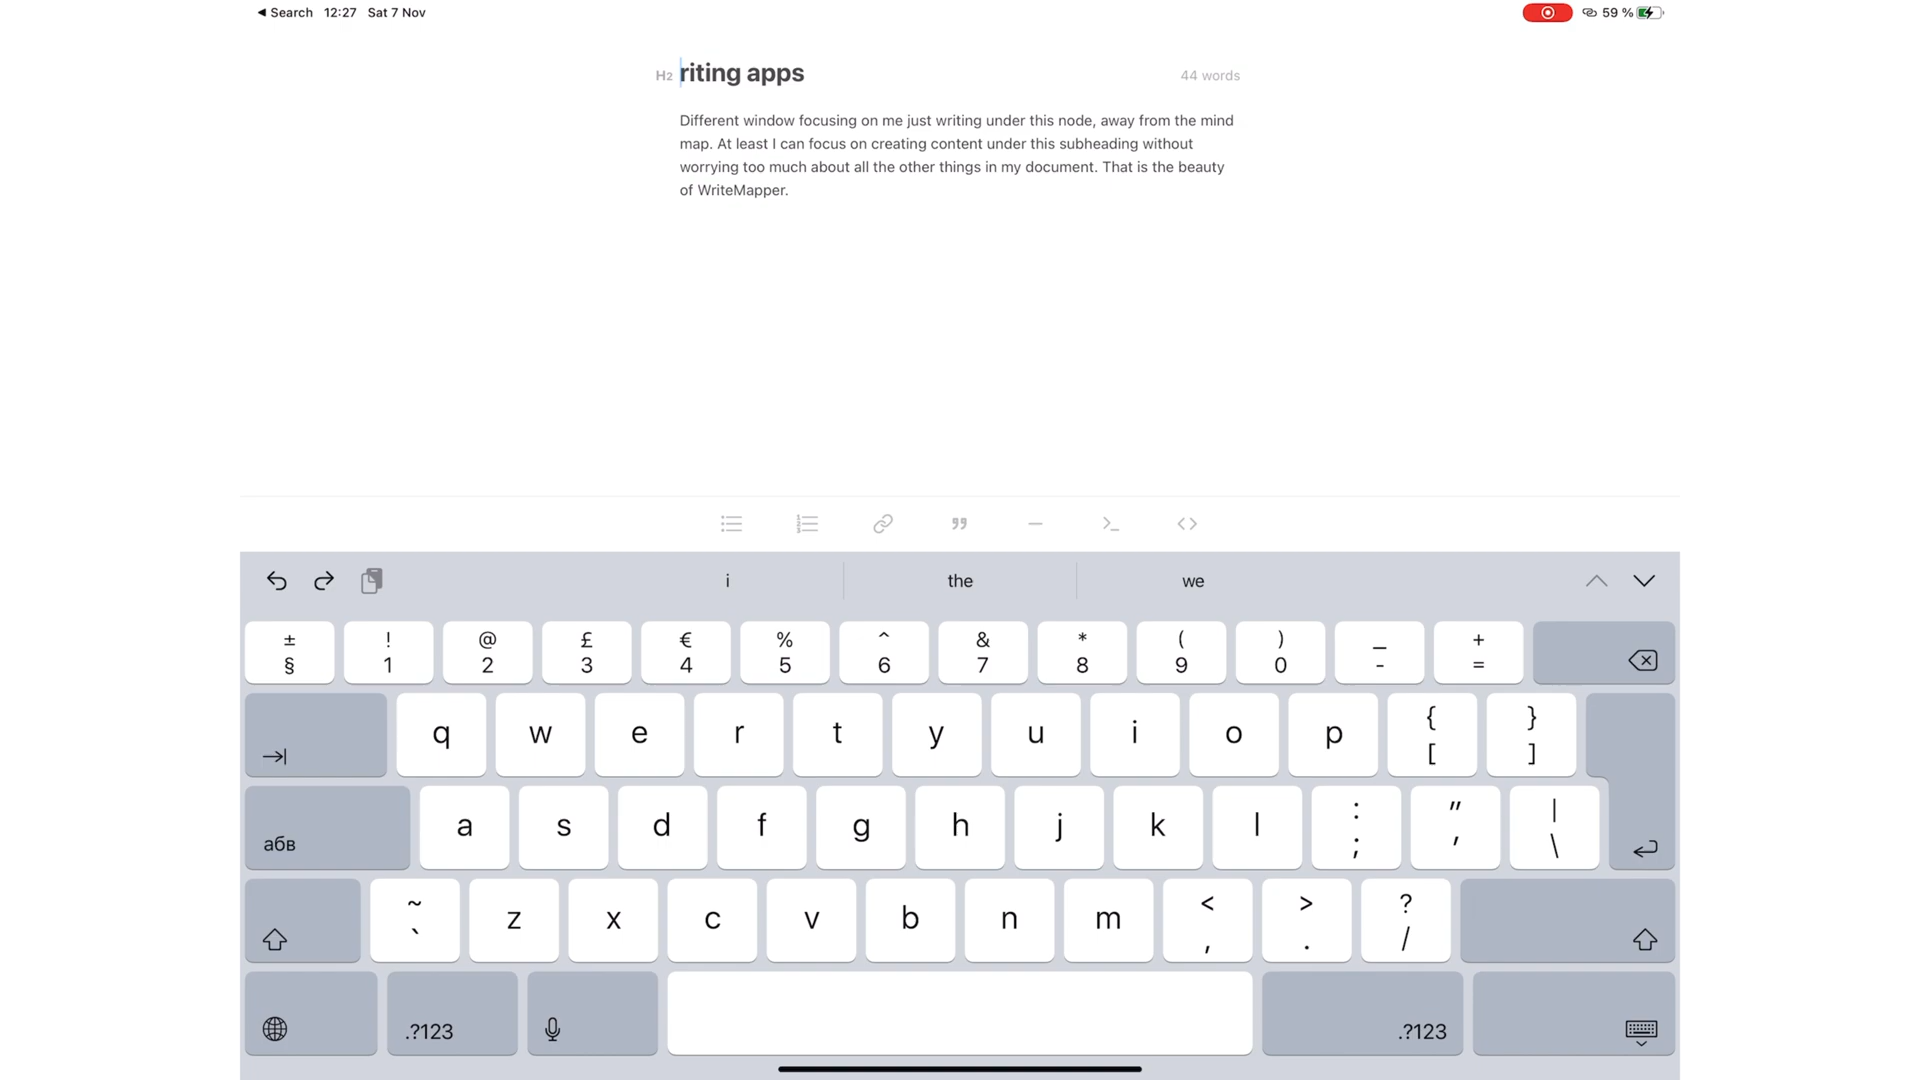 ◀ Search 12:27 Sat 7 Nov 59 %
H2 riting apps 44 words
Different window focusing on me just writing under this node, away from the mind
map. At least I can focus on creating content under this subheading without
worrying too much about all the other things in my document. That is the beauty
of WriteMapper.
i the we
± ! @ £ € % ^ & * ( ) _ +
§ 1 2 3 4 5 6 7 8 9 0 - =
q w e r t y u i o p { }
[ ]
абв a s d f g h j k l : " |
; ' \
~ z x c v b n m < > ?
` , . /
.?123 .?123